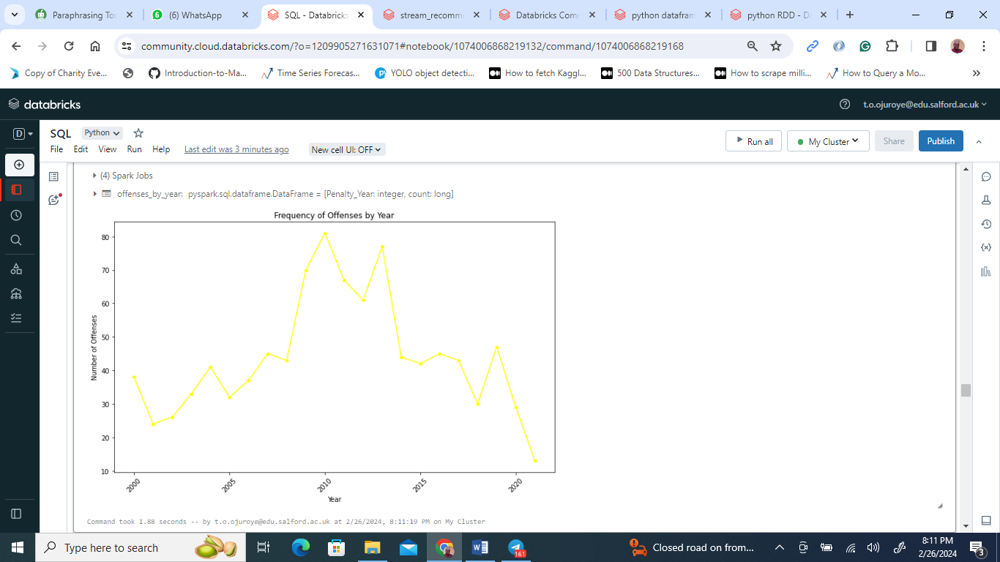 Paraphrasing Too
(6) WhatsApp
SQL - Databricks
stream_recomme
Databricks Com
python datafram
python RDD - Da
community.cloud.databricks.com/?o=1209905271631071#notebook/1074006868219132/command/1074006868219168
Copy of Charity Eve...
Introduction-to-Ma...
Time Series Forecas...
YOLO object detecti...
How to fetch Kaggl...
500 Data Structures...
How to scrape milli...
How to Query a Mo...
databricks
t.o.ojuroye@edu.salford.ac.uk
D
SQL
Python
File Edit View Run Help
Last edit was 3 minutes ago
New cell UI: OFF
Run all
My Cluster
Share
Publish
(4) Spark Jobs
offenses_by_year: pyspark.sql.dataframe.DataFrame = [Penalty_Year: integer, count: long]
Frequency of Offenses by Year
80
70
60
50
40
30
20
10
Number of Offenses
2000 2005 2010 2015 2020
Year
Command took 1.88 seconds -- by t.o.ojuroye@edu.salford.ac.uk at 2/26/2024, 8:11:19 PM on My Cluster
Type here to search
161
Closed road on from...
8:11 PM
2/26/2024
3